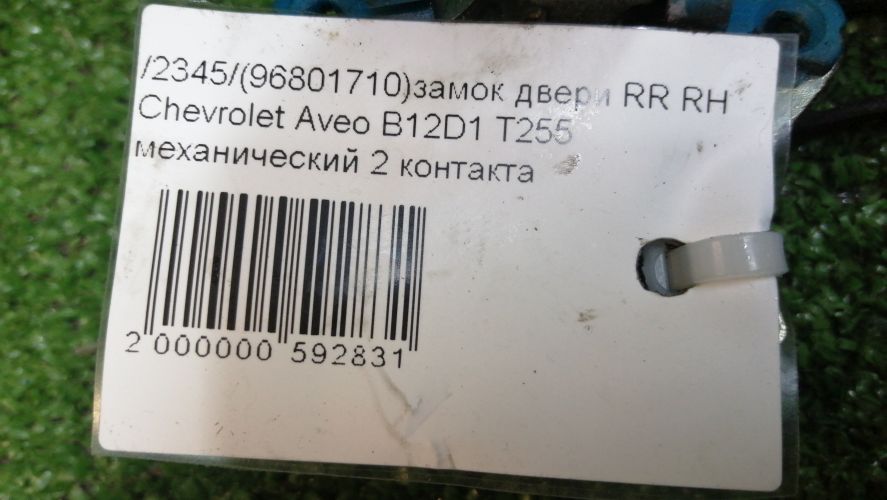 /2345/(96801710)замок двери RR RH
Chevrolet Aveo B12D1 T255
механический 2 контакта
2 000000 592831